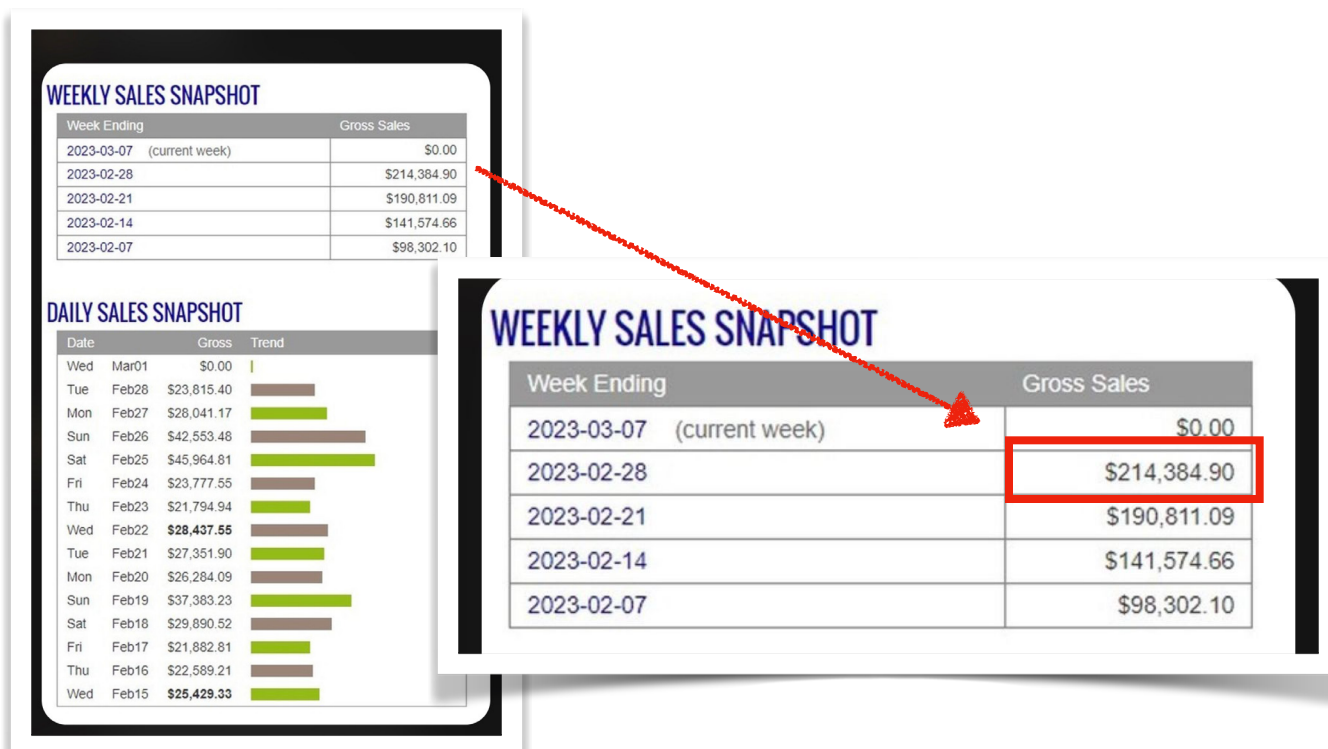 WEEKLY SALES SNAPSHOT
Week Ending Gross Sales
2023-03-07 (current week) $0.00
2023-02-28 $214,384.90
2023-02-21 $190,811.09
2023-02-14 $141,574.66
2023-02-07 $98,302.10
DAILY SALES SNAPSHOT
Date Gross Trend
Wed Mar01 $0.00
Tue Feb28 $23,815.40
Mon Feb27 $28,041.17
Sun Feb26 $42,553.48
Sat Feb25 $45,964.81
Fri Feb24 $23,777.55
Thu Feb23 $21,794.94
Wed Feb22 $28,437.55
Tue Feb21 $27,351.90
Mon Feb20 $26,284.09
Sun Feb19 $37,383.23
Sat Feb18 $29,890.52
Fri Feb17 $21,882.81
Thu Feb16 $22,589.21
Wed Feb15 $25,429.33
WEEKLY SALES SNAPSHOT
Week Ending Gross Sales
2023-03-07 (current week) $0.00
2023-02-28 $214,384.90
2023-02-21 $190,811.09
2023-02-14 $141,574.66
2023-02-07 $98,302.10